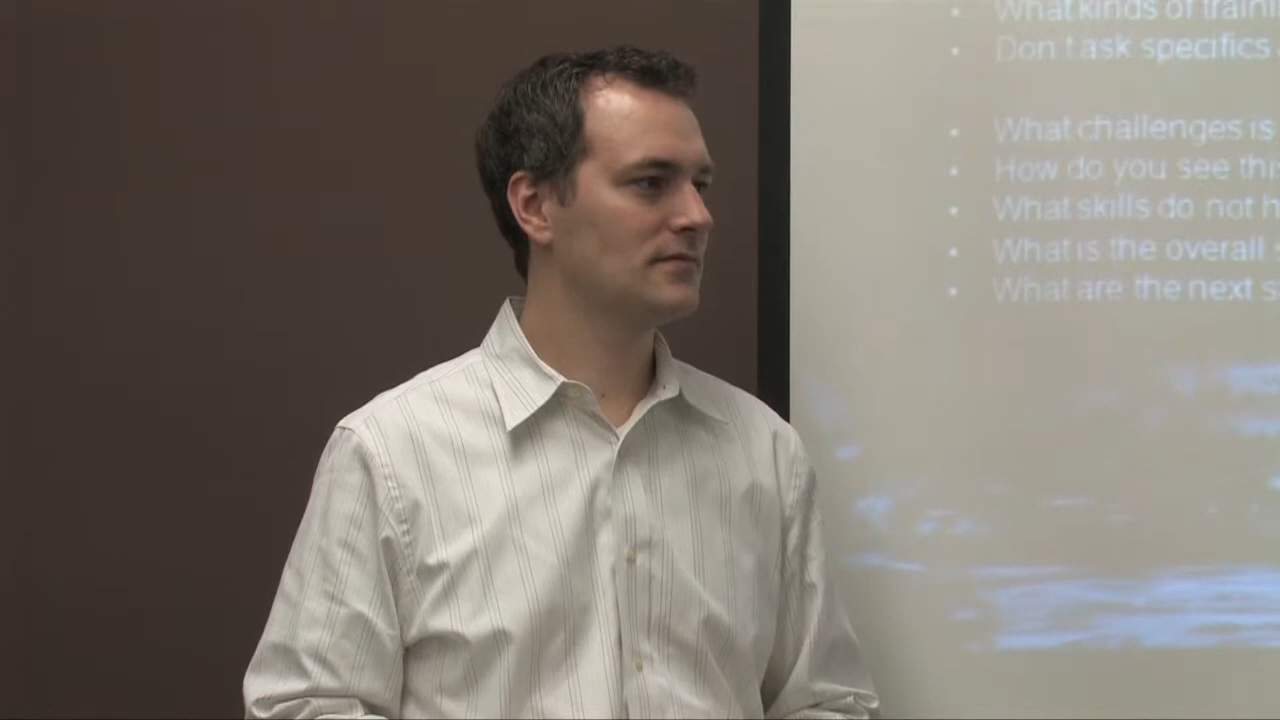 What kinds of traini
Don't ask specifics
What challenges is
How do you see this
What skills do not h
What is the overall s
What are the next s